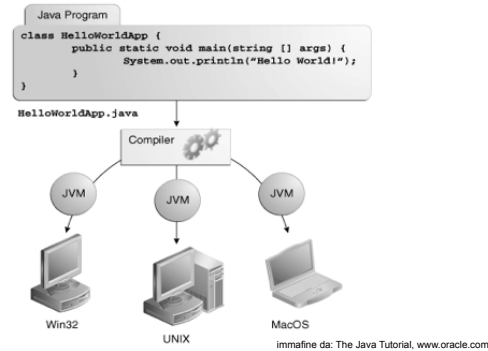 Java Program
class HelloWorldApp {
public static void main(string [] args) {
System.out.println("Hello World!");
}
}
HelloWorldApp.java
Compiler
JVM JVM JVM
Win32
UNIX
MacOS
immafine da: The Java Tutorial, www.oracle.com